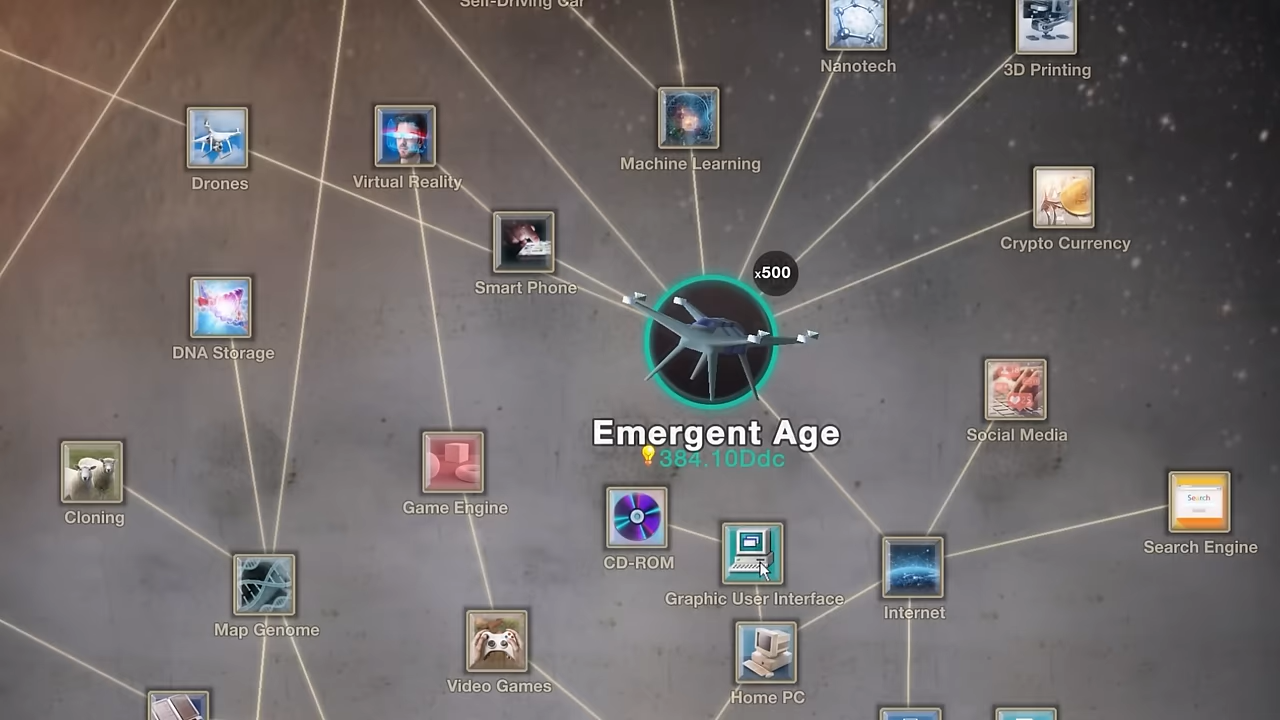 Self-Driving Car
Nanotech
3D Printing
Machine Learning
Drones
Virtual Reality
Crypto Currency
x500
Smart Phone
DNA Storage
Emergent Age
384.10Ddc
Social Media
Cloning
Game Engine
Search
Search Engine
CD-ROM
Graphic User Interface
Internet
Map Genome
Video Games
Home PC